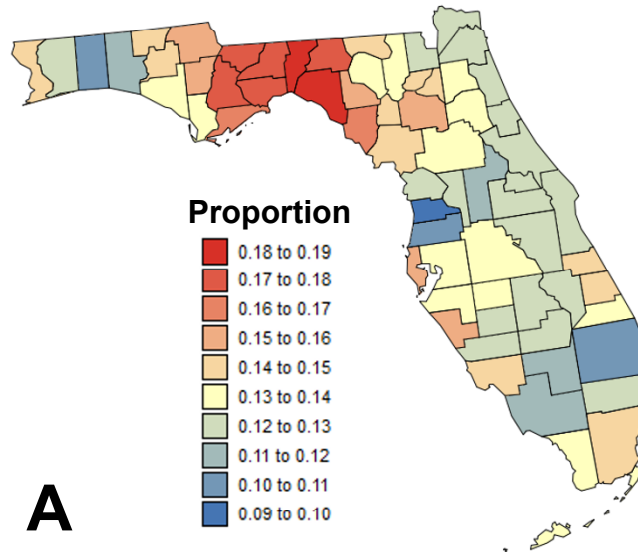 Proportion
0.18 to 0.19
0.17 to 0.18
0.16 to 0.17
0.15 to 0.16
0.14 to 0.15
0.13 to 0.14
0.12 to 0.13
0.11 to 0.12
0.10 to 0.11
0.09 to 0.10
A